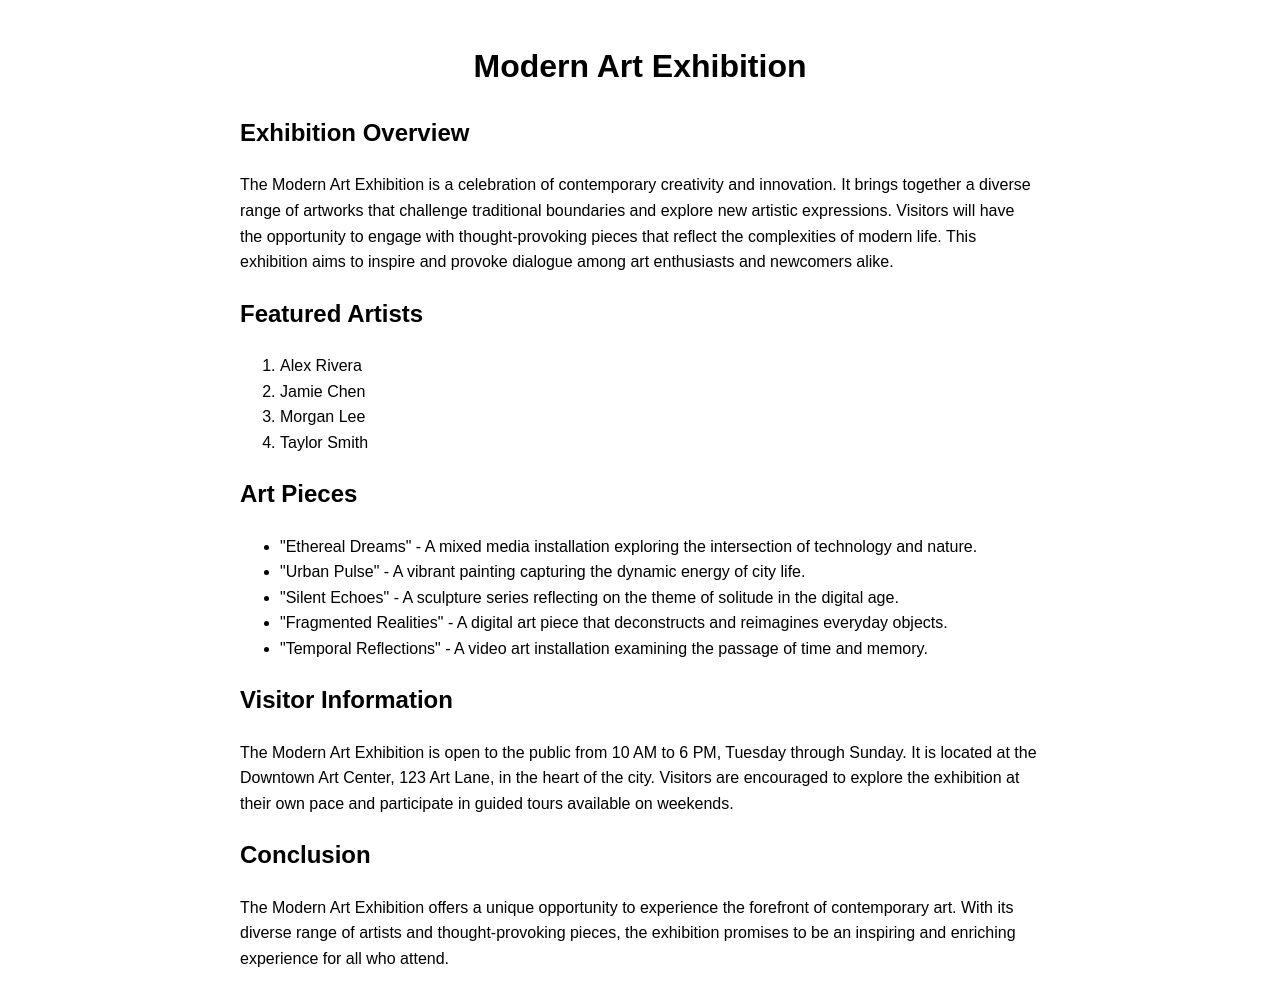 Modern Art Exhibition
Exhibition Overview
The Modern Art Exhibition is a celebration of contemporary creativity and innovation. It brings together a diverse
range of artworks that challenge traditional boundaries and explore new artistic expressions. Visitors will have
the opportunity to engage with thought-provoking pieces that reflect the complexities of modern life. This
exhibition aims to inspire and provoke dialogue among art enthusiasts and newcomers alike.
Featured Artists
1. Alex Rivera
2. Jamie Chen
3. Morgan Lee
4. Taylor Smith
Art Pieces
• "Ethereal Dreams" - A mixed media installation exploring the intersection of technology and nature.
• "Urban Pulse" - A vibrant painting capturing the dynamic energy of city life.
• "Silent Echoes" - A sculpture series reflecting on the theme of solitude in the digital age.
• "Fragmented Realities" - A digital art piece that deconstructs and reimagines everyday objects.
• "Temporal Reflections" - A video art installation examining the passage of time and memory.
Visitor Information
The Modern Art Exhibition is open to the public from 10 AM to 6 PM, Tuesday through Sunday. It is located at the
Downtown Art Center, 123 Art Lane, in the heart of the city. Visitors are encouraged to explore the exhibition at
their own pace and participate in guided tours available on weekends.
Conclusion
The Modern Art Exhibition offers a unique opportunity to experience the forefront of contemporary art. With its
diverse range of artists and thought-provoking pieces, the exhibition promises to be an inspiring and enriching
experience for all who attend.